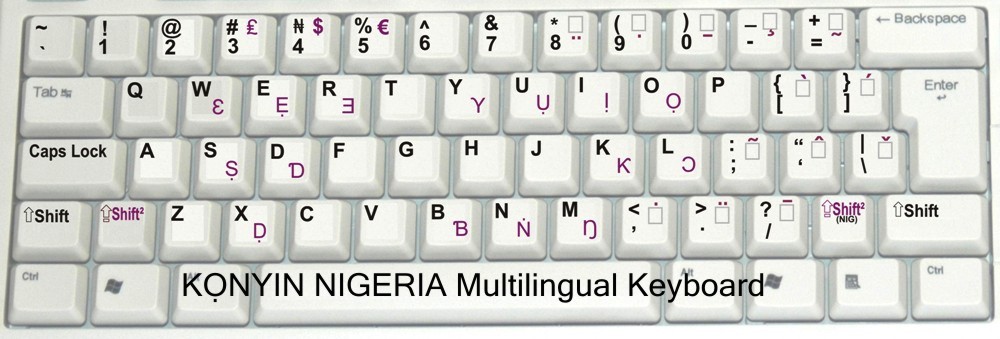 ~ ` ! 1 @ 2 # 3 £ ₦ 4 $ % 5 € ^ 6 & 7 * 8 ¨ ( 9 ˙ ) 0 ¯ _ - ¸ + = ~ ← Backspace
Tab Q W Ɛ E Ẹ R Ǝ T Y Ƴ U Ụ I Ị O Ọ P { [ ` } ] ´ Enter ↵
Caps Lock A S Ṣ D Ɗ F G H J K Ƙ L Ɔ : ; ~ “ ‘ ^ | \ ˇ
⇧Shift ⇧Shift² Z X Ḍ C V B Ɓ N Ṅ M Ŋ < , ˙ > . ¨ ? / ¯ ⇧Shift² (NIG) ⇧Shift
Ctrl Alt Ctrl
KỌNYIN NIGERIA Multilingual Keyboard